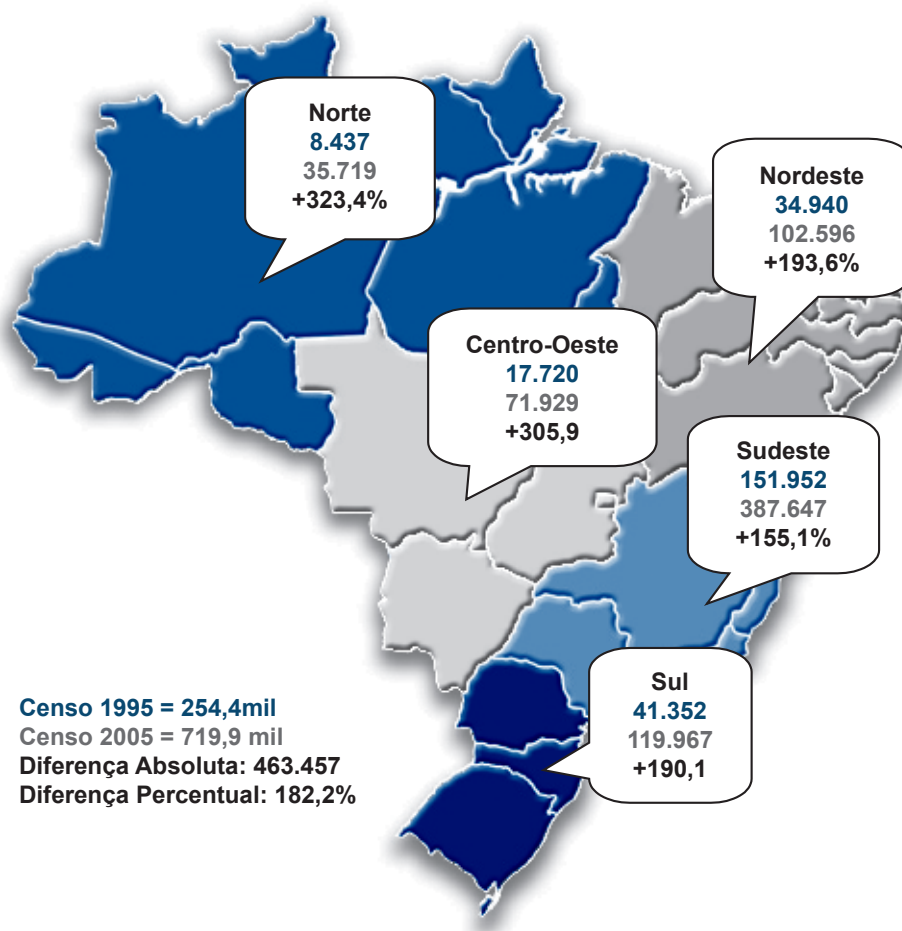 Norte
8.437
35.719
+323,4%
Nordeste
34.940
102.596
+193,6%
Centro-Oeste
17.720
71.929
+305,9
Sudeste
151.952
387.647
+155,1%
Sul
41.352
119.967
+190,1
Censo 1995 = 254,4mil
Censo 2005 = 719,9 mil
Diferença Absoluta: 463.457
Diferença Percentual: 182,2%